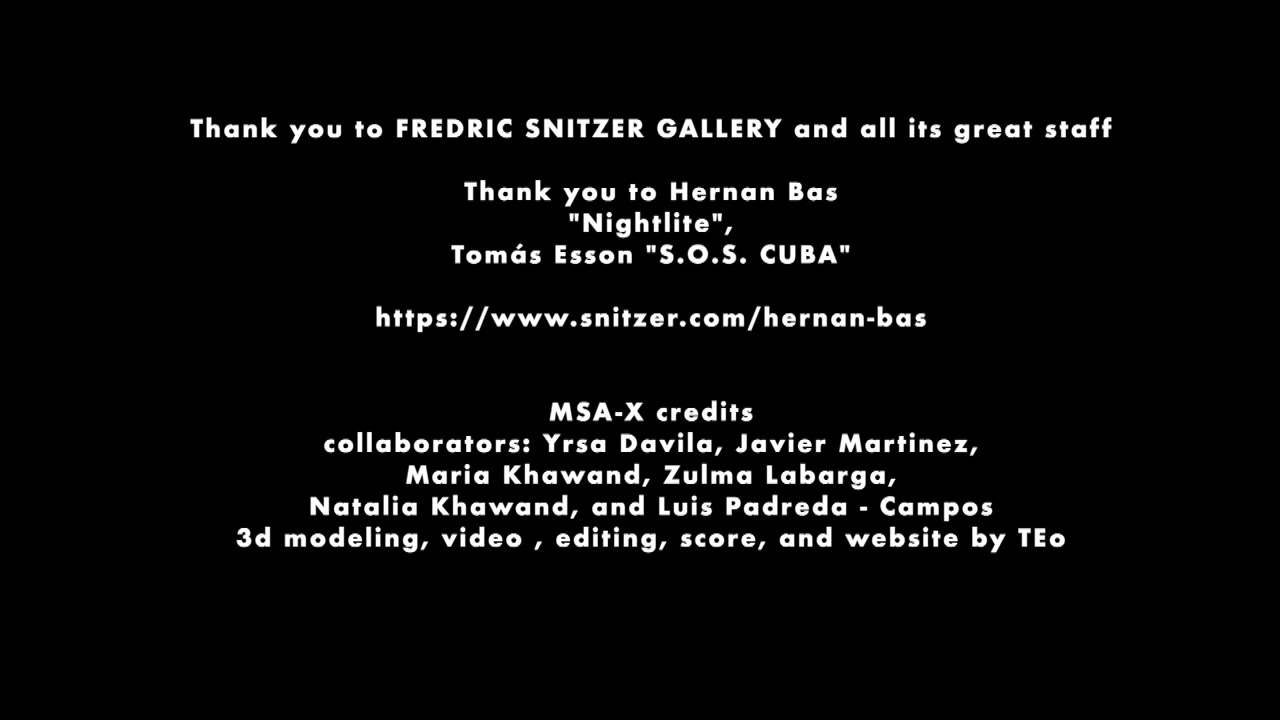 Thank you to FREDRIC SNITZER GALLERY and all its great staff
Thank you to Hernan Bas
"Nightlite",
Tomás Esson "S.O.S. CUBA"
https://www.snitzer.com/hernan-bas
MSA-X credits
collaborators: Yrsa Davila, Javier Martinez,
Maria Khawand, Zulma Labarga,
Natalia Khawand, and Luis Padreda - Campos
3d modeling, video , editing, score, and website by TEo